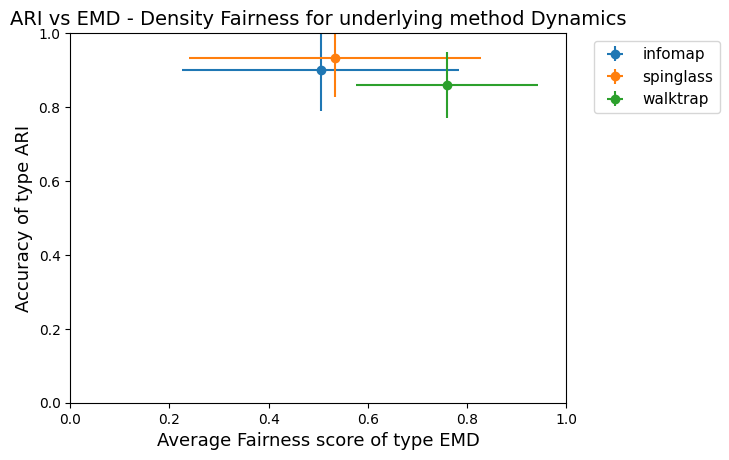 ARI vs EMD - Density Fairness for underlying method Dynamics
1.0
0.8
0.6
0.4
0.2
0.0
Accuracy of type ARI
0.0 0.2 0.4 0.6 0.8 1.0
Average Fairness score of type EMD
infomap
spinglass
walktrap